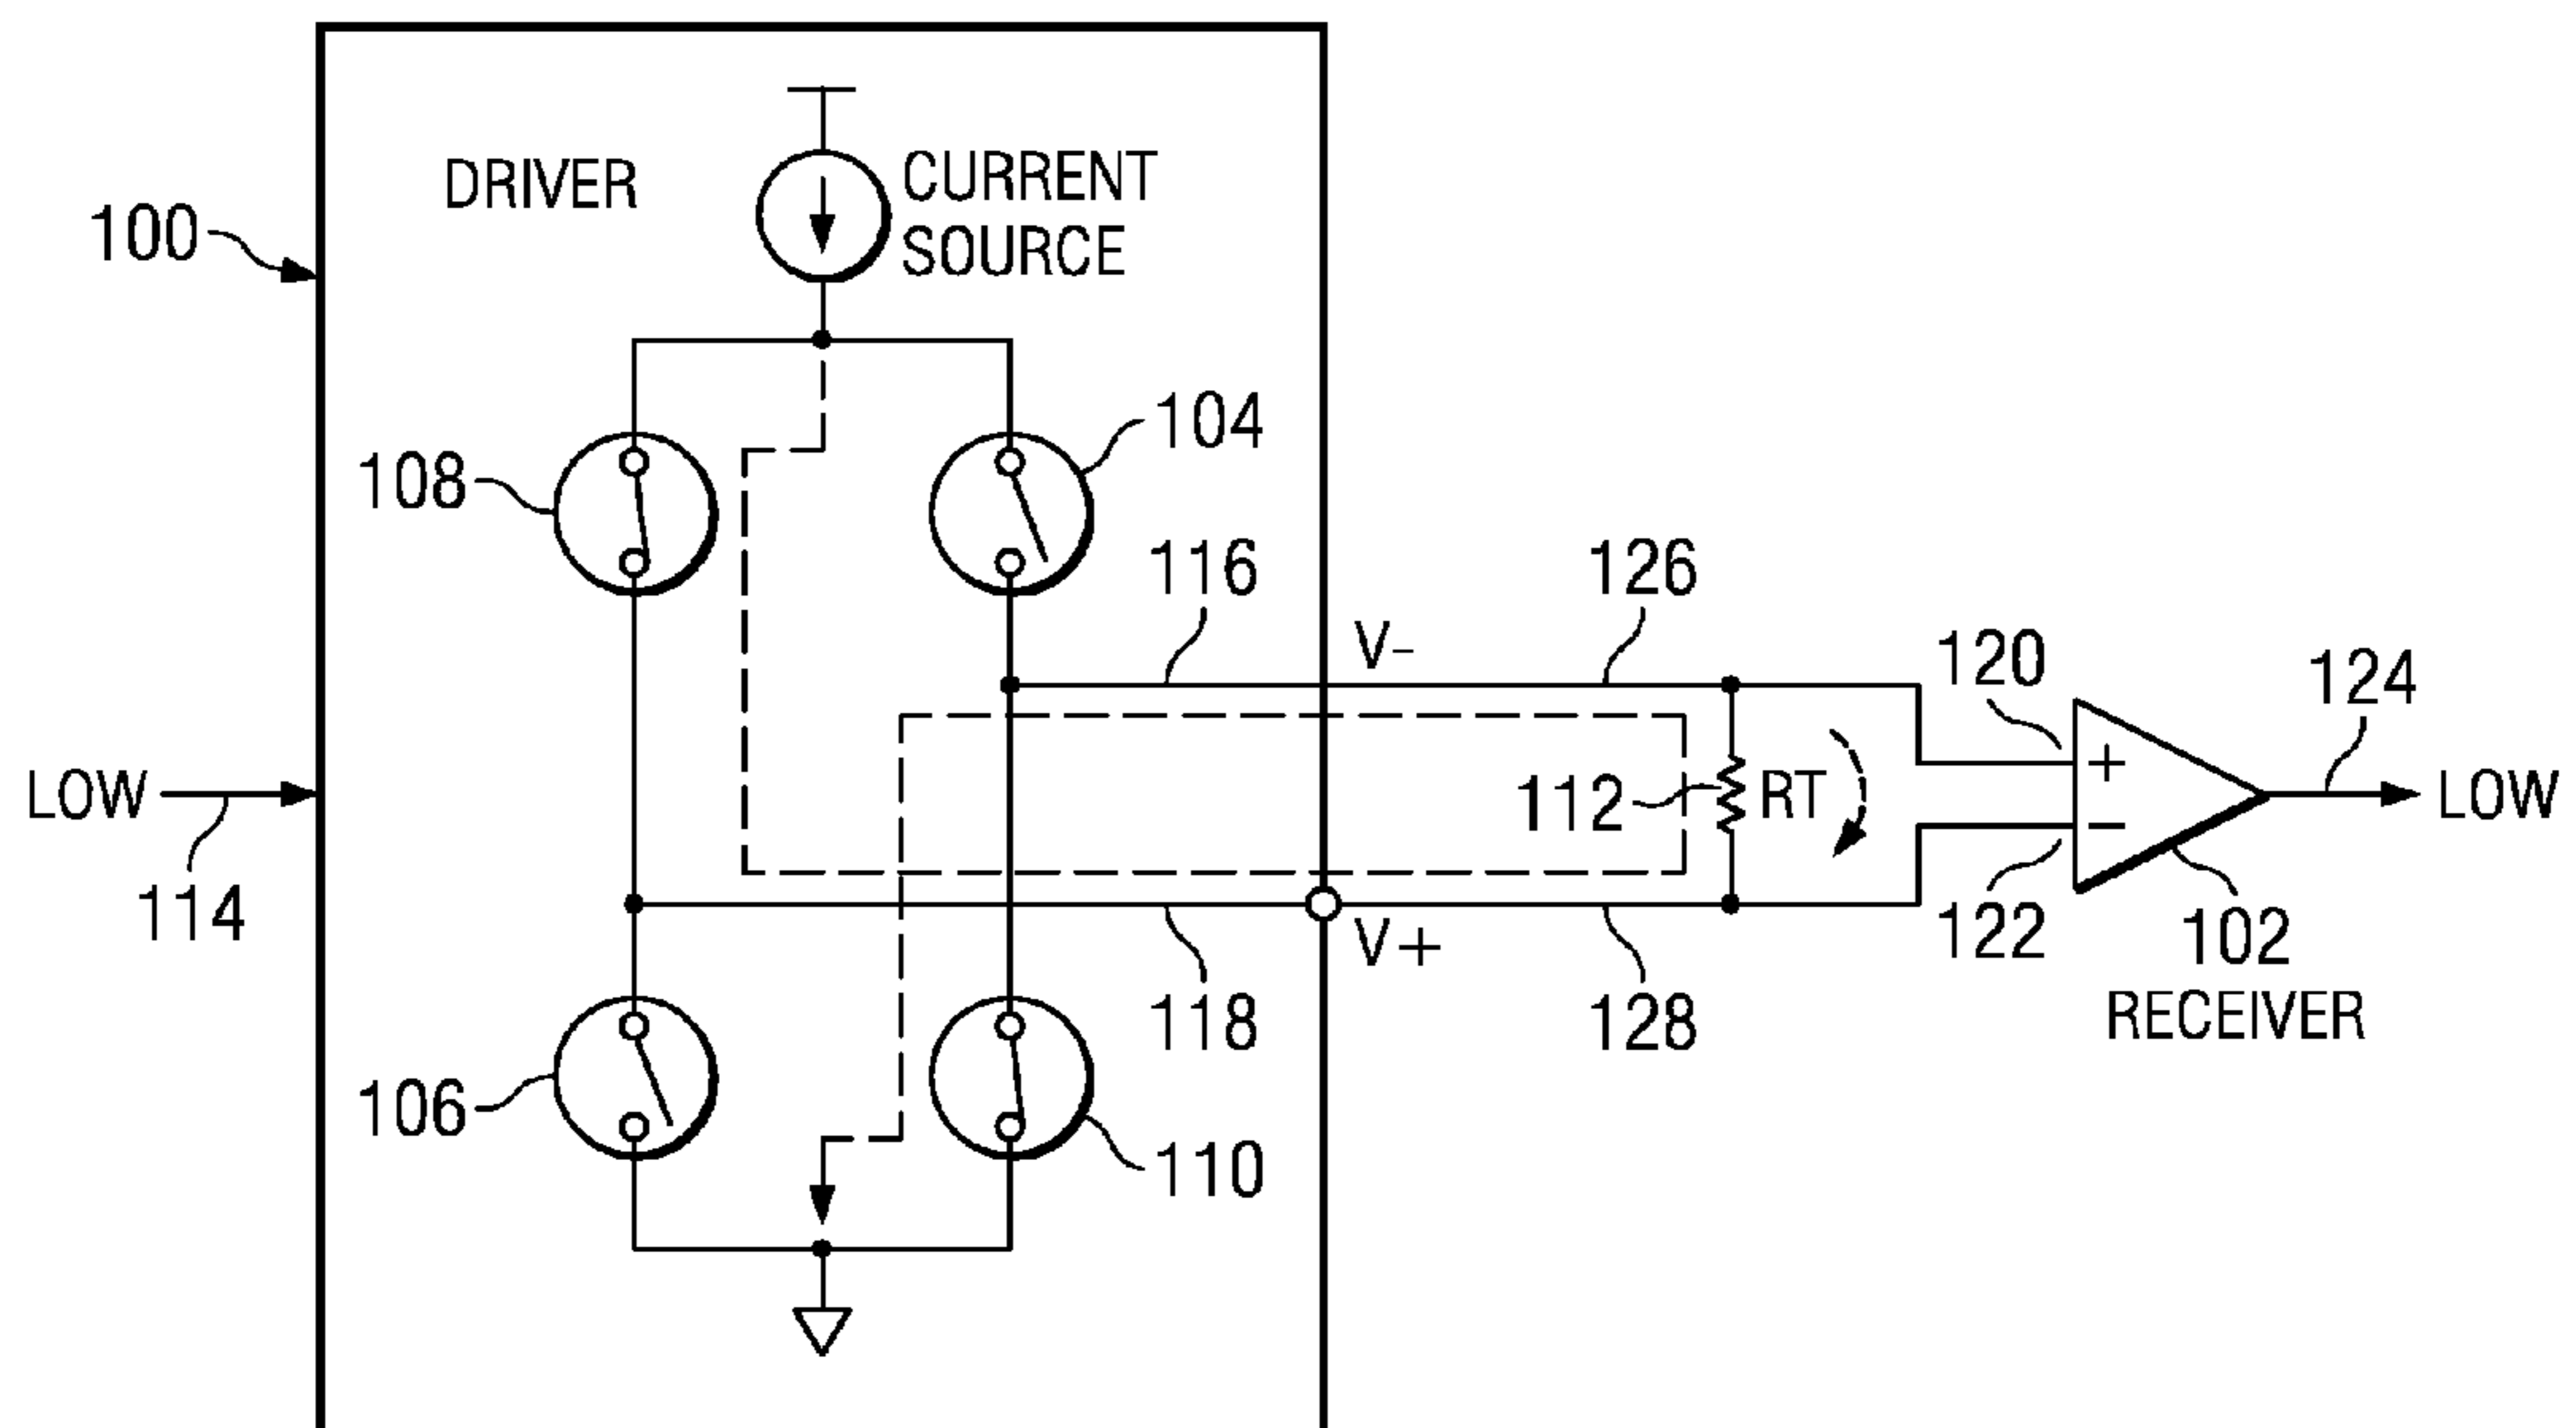 DRIVER
CURRENT
SOURCE
100
104
108
116
126
V-
120
124
LOW
114
112
RT
+
−
LOW
V+
122
102
RECEIVER
118
128
106
110